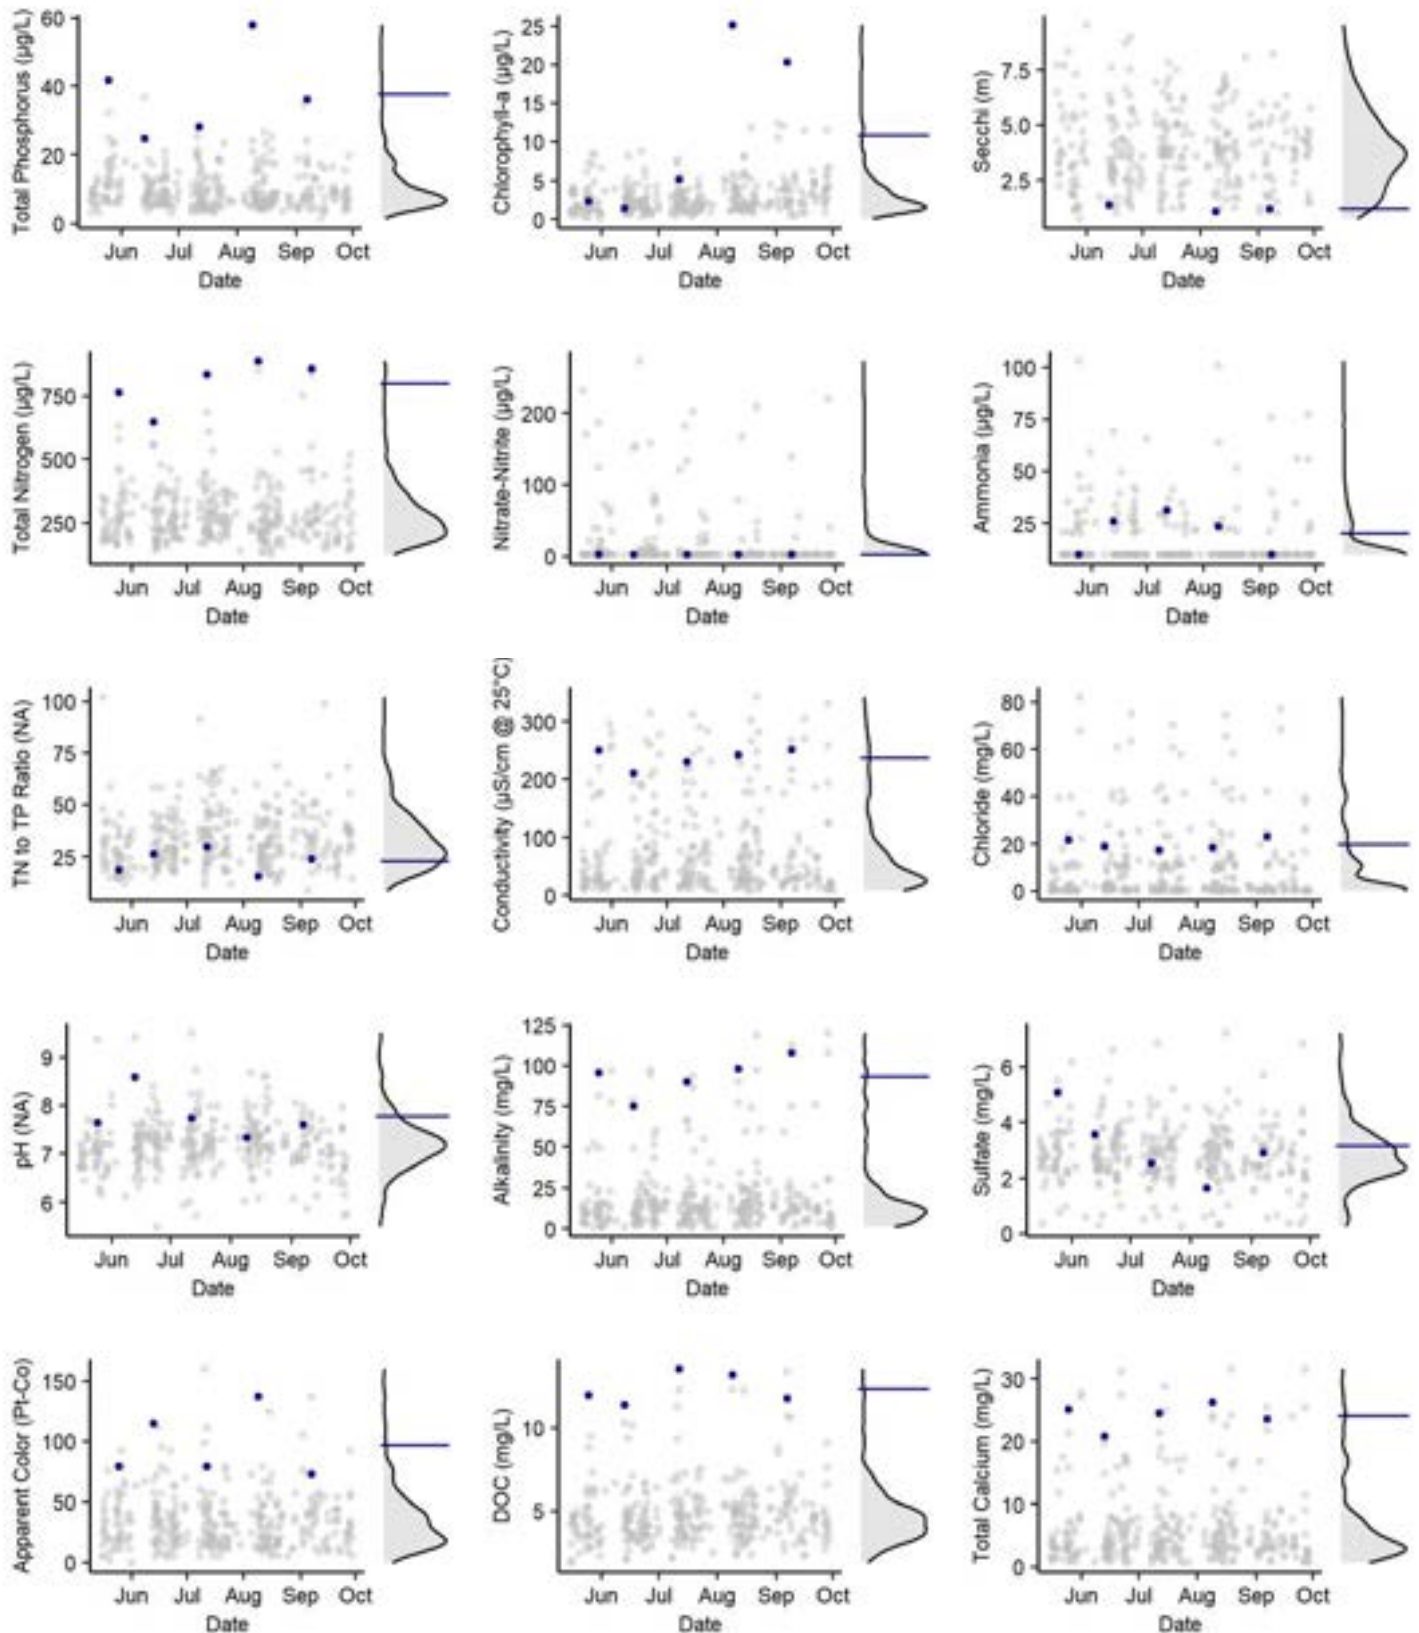 Total Phosphorus (µg/L)
60
40
20
0
Jun Jul Aug Sep Oct
Date
Chlorophyll-a (µg/L)
25
20
15
10
5
0
Jun Jul Aug Sep Oct
Date
Secchi (m)
7.5
5.0
2.5
Jun Jul Aug Sep Oct
Date
Total Nitrogen (µg/L)
750
500
250
Jun Jul Aug Sep Oct
Date
Nitrate-Nitrite (µg/L)
200
100
0
Jun Jul Aug Sep Oct
Date
Ammonia (µg/L)
100
75
50
25
Jun Jul Aug Sep Oct
Date
TN to TP Ratio (NA)
100
75
50
25
Jun Jul Aug Sep Oct
Date
Conductivity (µS/cm @ 25°C)
300
200
100
0
Jun Jul Aug Sep Oct
Date
Chloride (mg/L)
80
60
40
20
0
Jun Jul Aug Sep Oct
Date
pH (NA)
9
8
7
6
Jun Jul Aug Sep Oct
Date
Alkalinity (mg/L)
125
100
75
50
25
0
Jun Jul Aug Sep Oct
Date
Sulfate (mg/L)
6
4
2
0
Jun Jul Aug Sep Oct
Date
Apparent Color (Pt-Co)
150
100
50
0
Jun Jul Aug Sep Oct
Date
DOC (mg/L)
10
5
Jun Jul Aug Sep Oct
Date
Total Calcium (mg/L)
30
20
10
0
Jun Jul Aug Sep Oct
Date